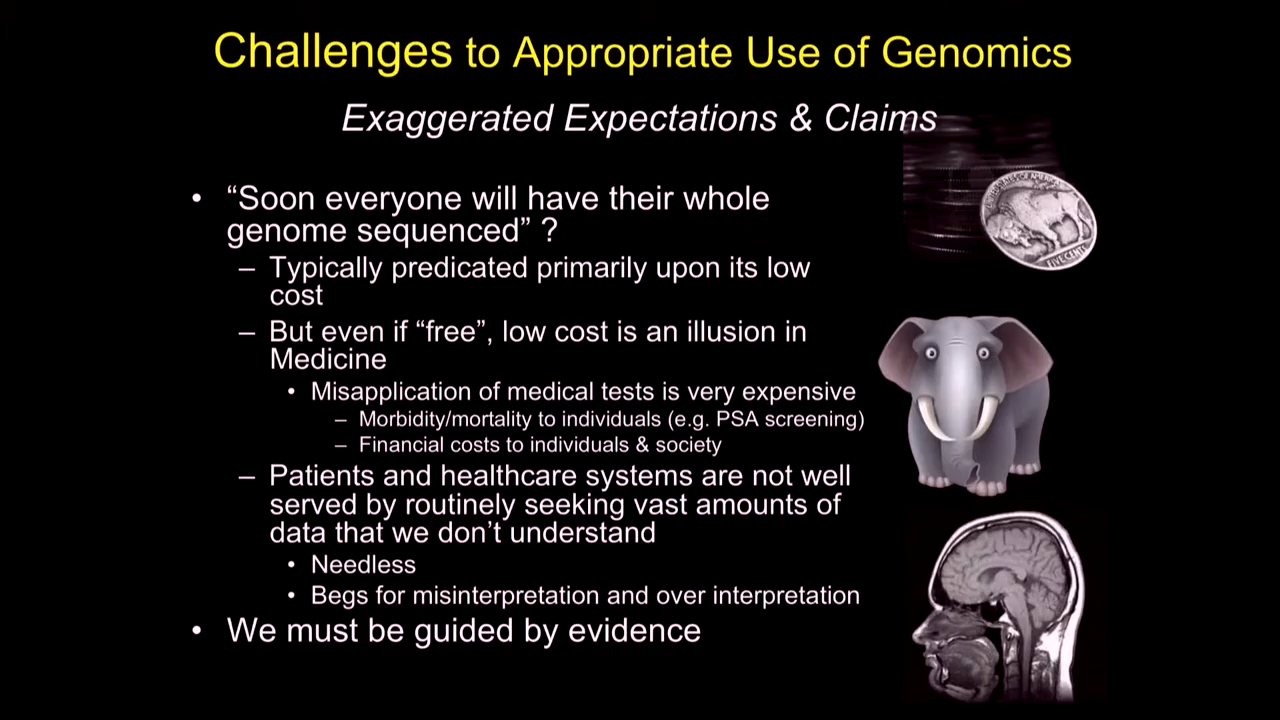 Challenges to Appropriate Use of Genomics
Exaggerated Expectations & Claims
• “Soon everyone will have their whole
genome sequenced” ?
– Typically predicated primarily upon its low
cost
– But even if “free”, low cost is an illusion in
Medicine
• Misapplication of medical tests is very expensive
– Morbidity/mortality to individuals (e.g. PSA screening)
– Financial costs to individuals & society
– Patients and healthcare systems are not well
served by routinely seeking vast amounts of
data that we don’t understand
• Needless
• Begs for misinterpretation and over interpretation
• We must be guided by evidence
FIVE CENTS